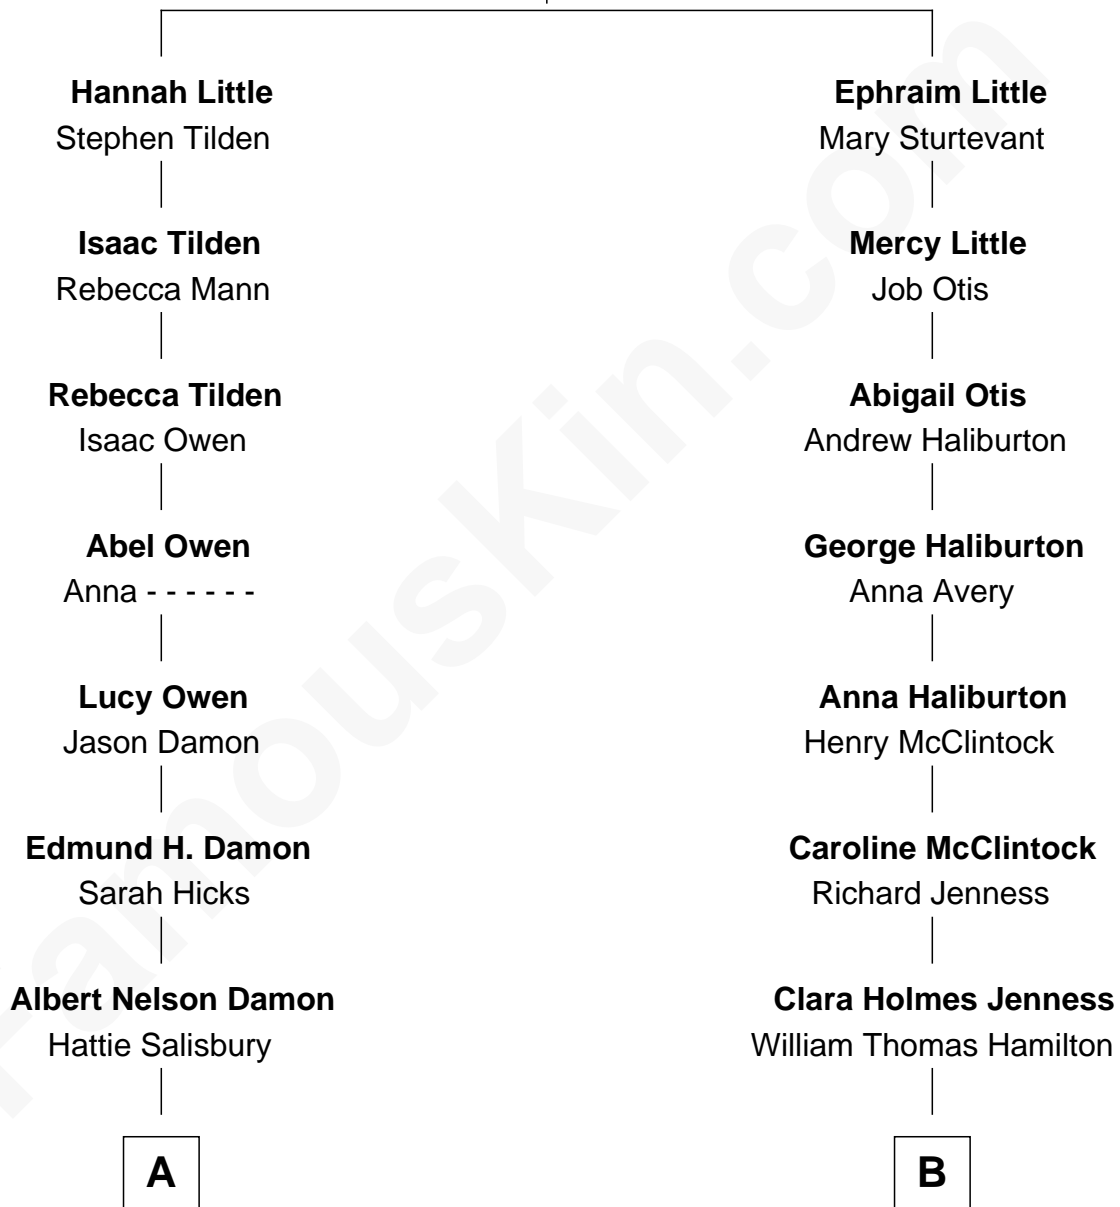 Hannah Little
Stephen Tilden
Isaac Tilden
Rebecca Mann
Rebecca Tilden
Isaac Owen
Abel Owen
Anna - - - - - -
Lucy Owen
Jason Damon
Edmund H. Damon
Sarah Hicks
Albert Nelson Damon
Hattie Salisbury
A
Ephraim Little
Mary Sturtevant
Mercy Little
Job Otis
Abigail Otis
Andrew Haliburton
George Haliburton
Anna Avery
Anna Haliburton
Henry McClintock
Caroline McClintock
Richard Jenness
Clara Holmes Jenness
William Thomas Hamilton
B
FamousKin.com